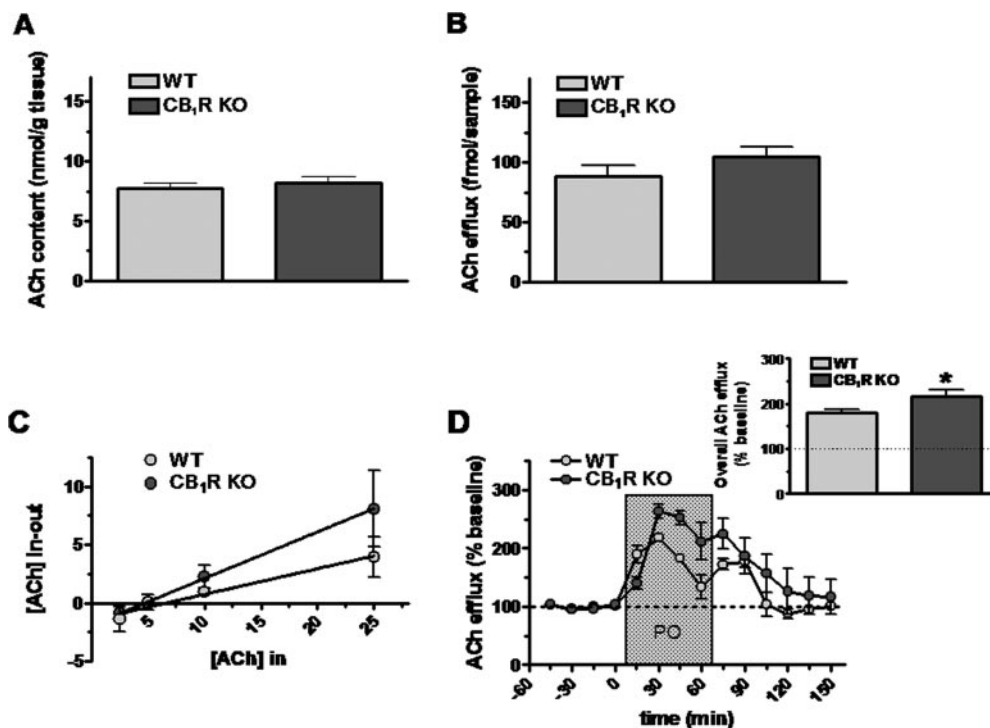 A
ACh content (nmol/g tissue)
15
10
5
0
WT
CB₁R KO
B
ACh efflux (fmol/sample)
150
100
50
0
WT
CB₁R KO
C
[ACh] in-out
10
5
0
-5
WT
CB₁R KO
5
10
15
20
25
[ACh] in
D
ACh efflux (% baseline)
300
200
100
0
WT
CB₁R KO
PO
-60
-30
0
30
60
90
120
150
time (min)
Overall ACh efflux
(% baseline)
300
200
100
0
WT
CB₁R KO
*